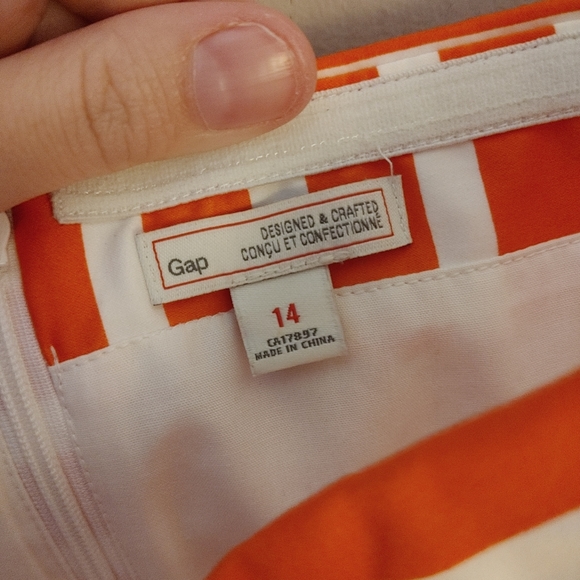 Gap
DESIGNED & CRAFTED
CONÇU ET CONFECTIONNÉ
14
CA17897
MADE IN CHINA